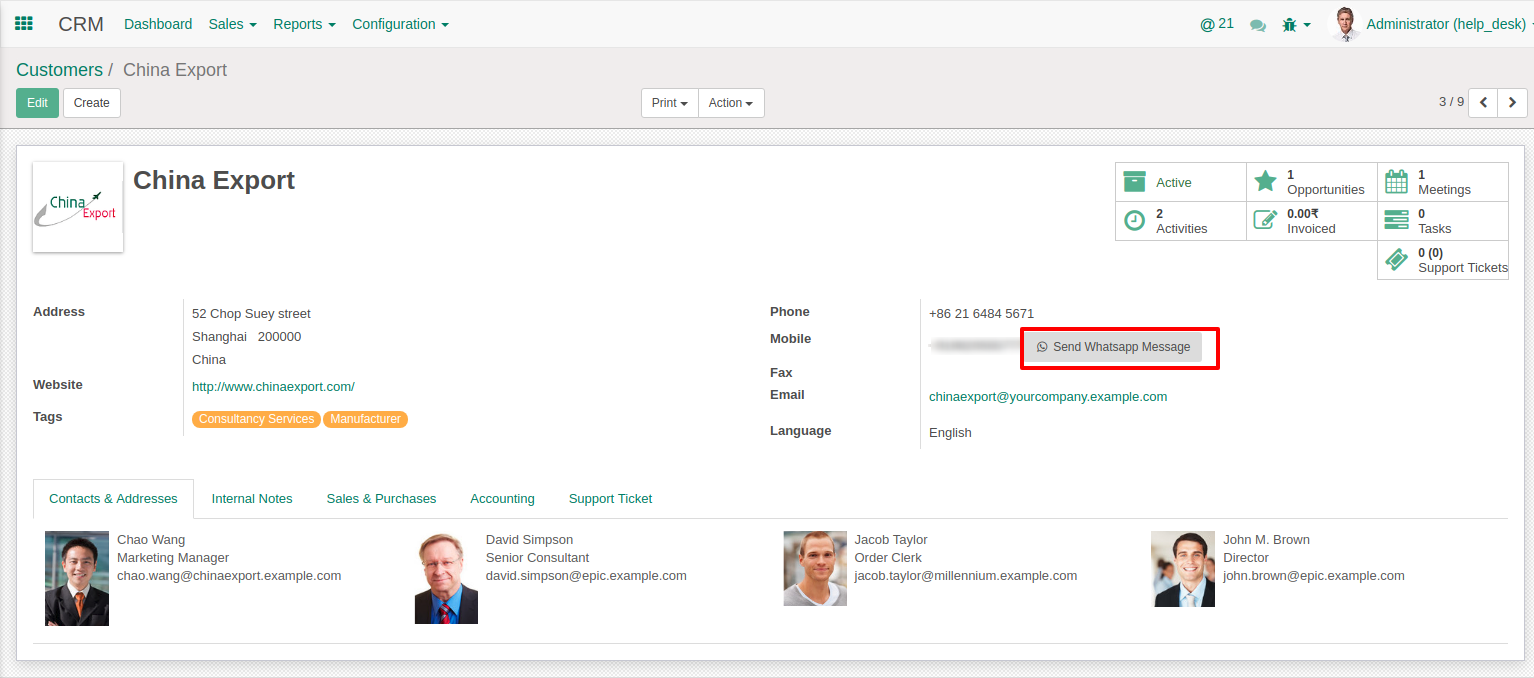 CRM Dashboard Sales Reports Configuration @ 21 Administrator (help_desk)
Customers / China Export
Edit Create Print Action 3 / 9
China
Export
China Export
Active
1
Opportunities
1
Meetings
2
Activities
0.00₹
Invoiced
0
Tasks
0 (0)
Support Tickets
Address
52 Chop Suey street
Shanghai 200000
China
Website http://www.chinaexport.com/
Tags Consultancy Services Manufacturer
Phone +86 21 6484 5671
Mobile Send Whatsapp Message
Fax
Email chinaexport@yourcompany.example.com
Language English
Contacts & Addresses Internal Notes Sales & Purchases Accounting Support Ticket
Chao Wang
Marketing Manager
chao.wang@chinaexport.example.com
David Simpson
Senior Consultant
david.simpson@epic.example.com
Jacob Taylor
Order Clerk
jacob.taylor@millennium.example.com
John M. Brown
Director
john.brown@epic.example.com